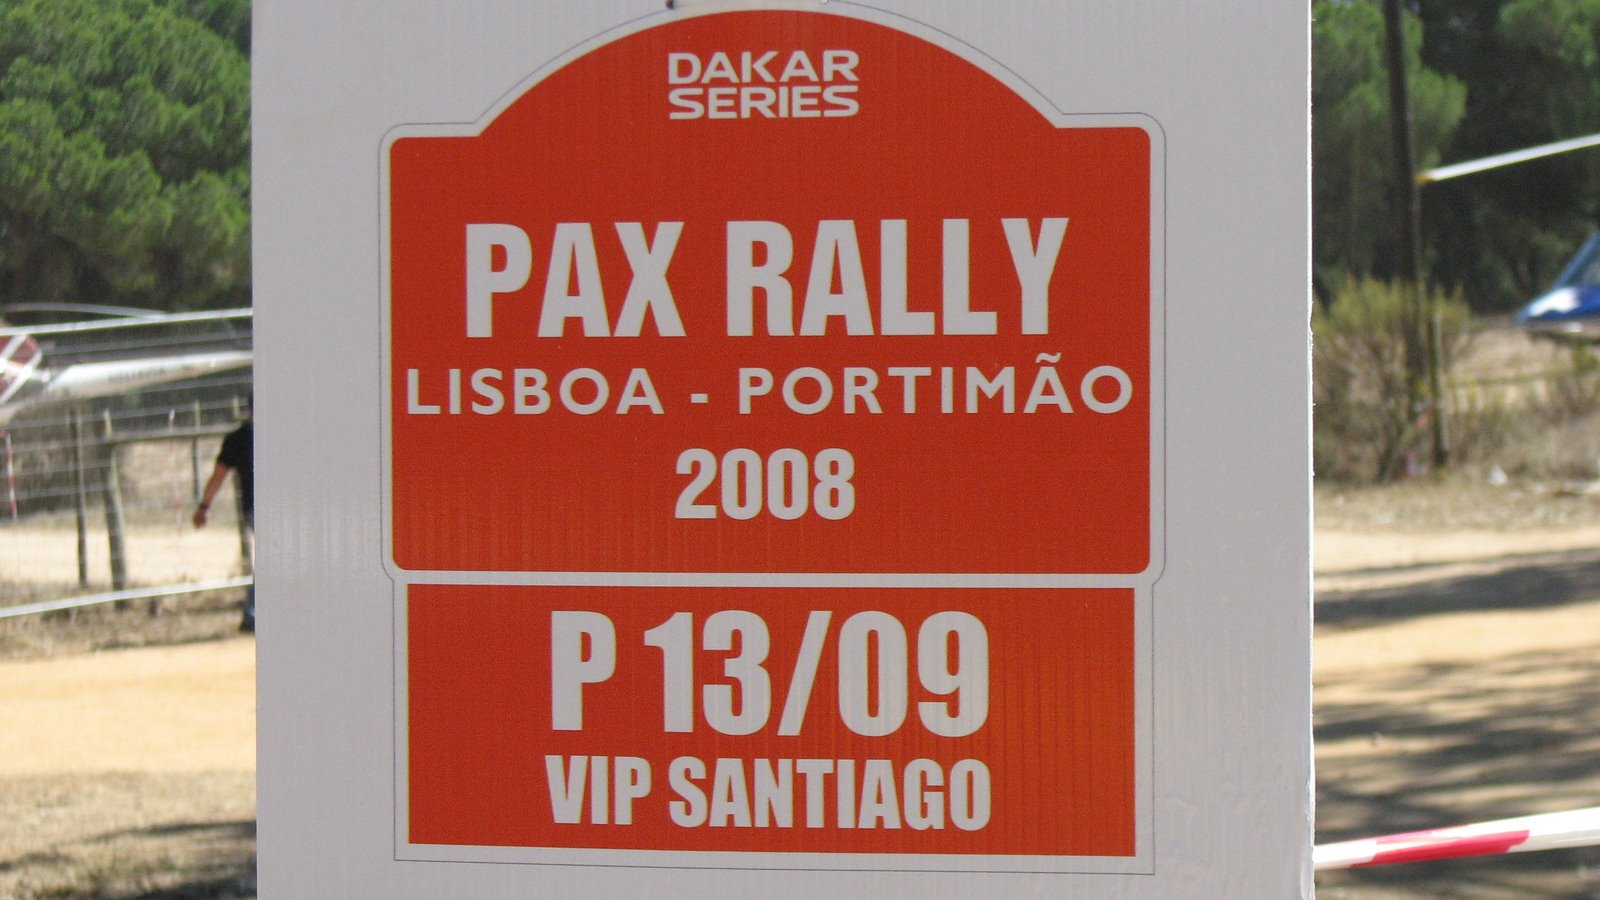 DAKAR
SERIES
PAX RALLY
LISBOA - PORTIMÃO
2008
P 13/09
VIP SANTIAGO